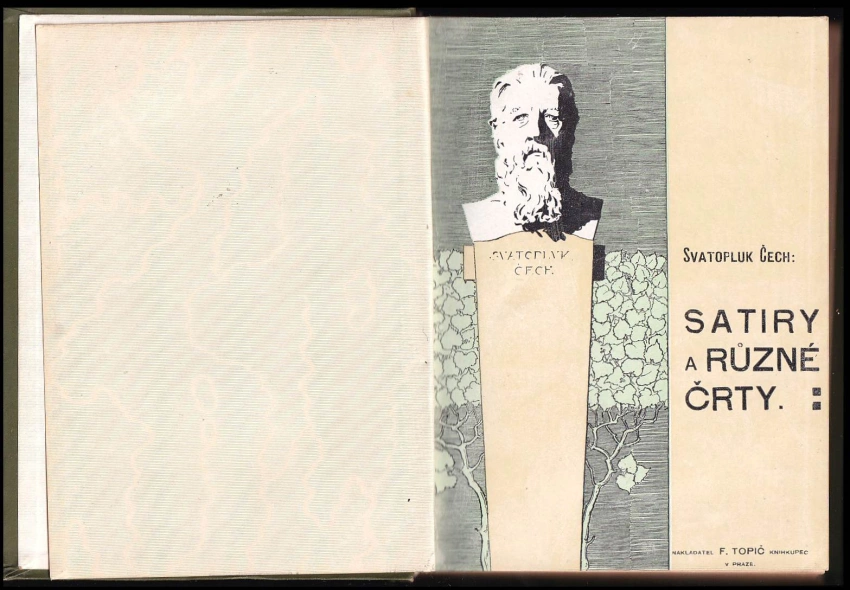 SVATOPLUK
ČECH.
SVATOPLUK ČECH:
SATIRY
A RŮZNÉ
ČRTY.
NAKLADATEL F. TOPIČ KNIHKUPEC
V PRAZE.